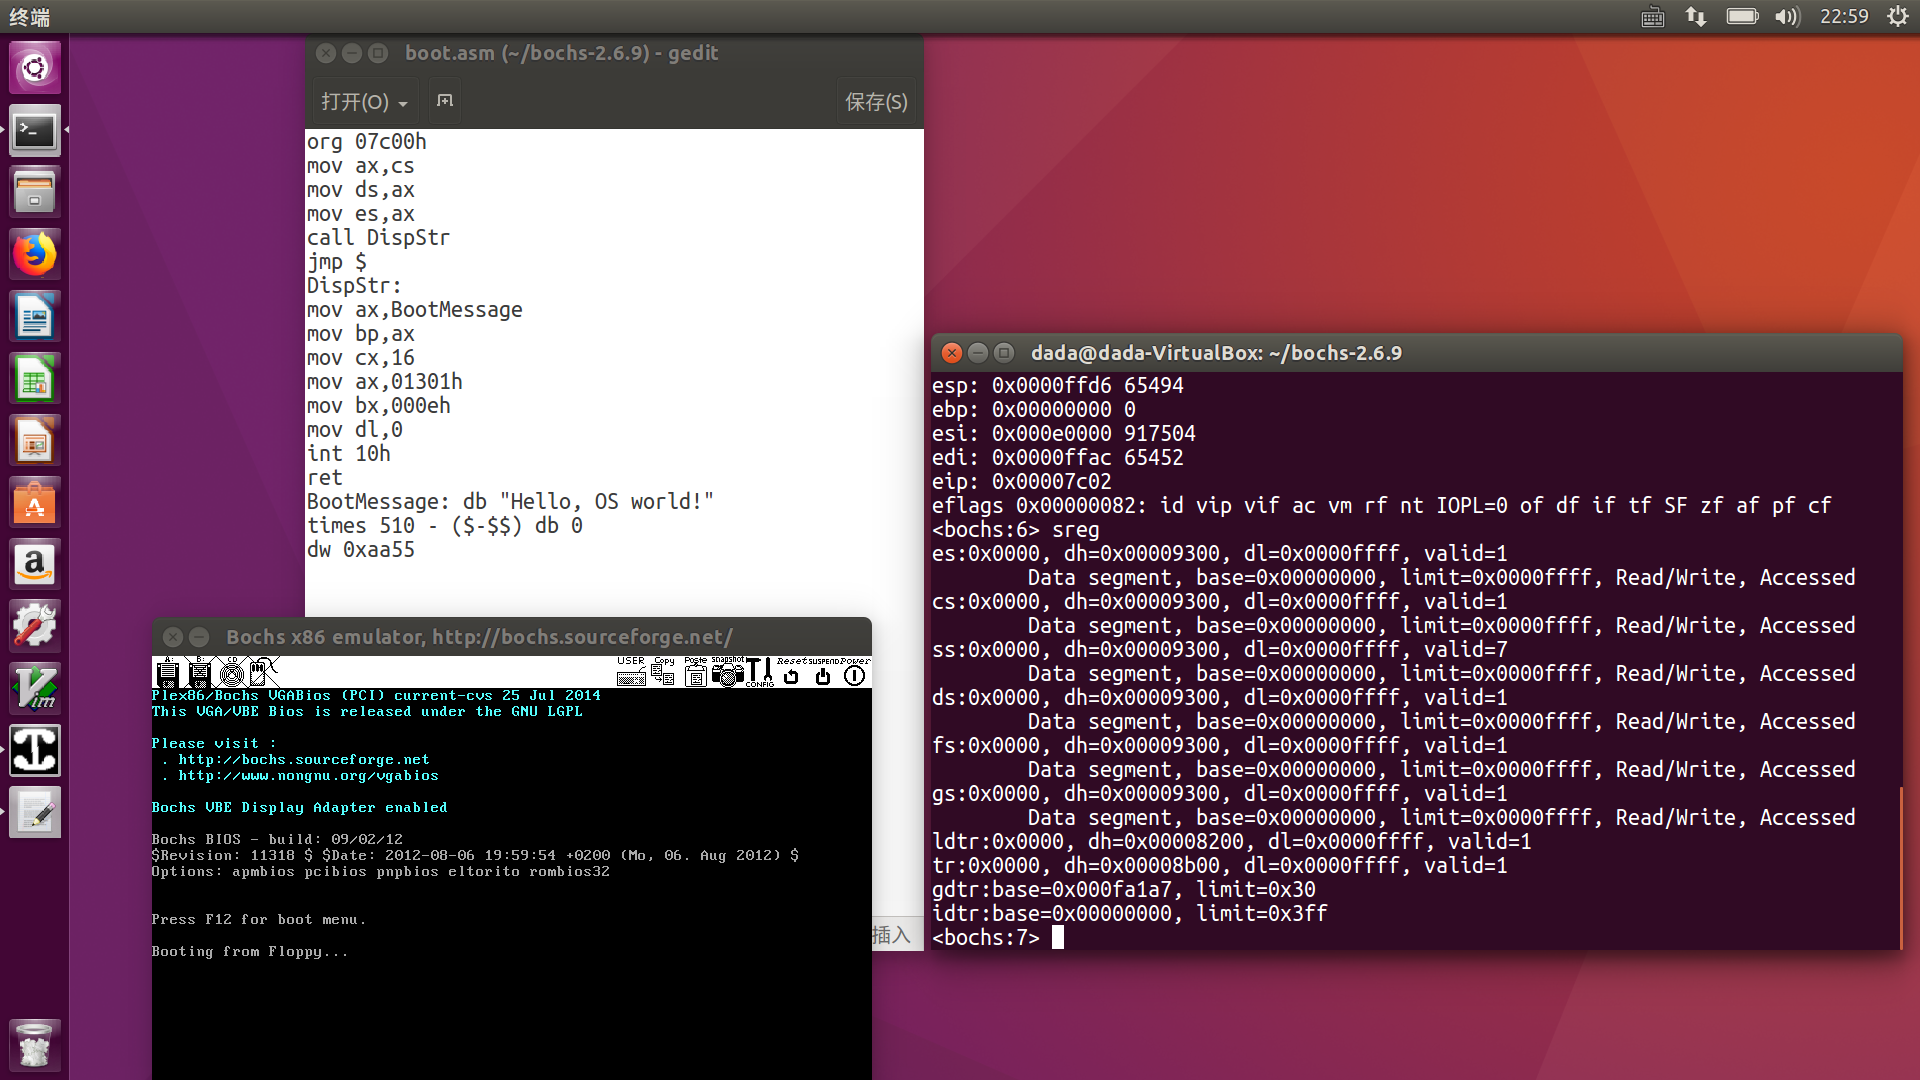 终端
22:59
boot.asm (~/bochs-2.6.9) - gedit
打开(O)
保存(S)
org 07c00h
mov ax,cs
mov ds,ax
mov es,ax
call DispStr
jmp $
DispStr:
mov ax,BootMessage
mov bp,ax
mov cx,16
mov ax,01301h
mov bx,000eh
mov dl,0
int 10h
ret
BootMessage: db "Hello, OS world!"
times 510 - ($-$$) db 0
dw 0xaa55
插入
Bochs x86 emulator, http://bochs.sourceforge.net/
A: B: CD USER Copy Paste snapshot CONFIG Reset SUSPEND Power
Plex86/Bochs VGABios (PCI) current-cvs 25 Jul 2014
This VGA/VBE Bios is released under the GNU LGPL
Please visit :
. http://bochs.sourceforge.net
. http://www.nongnu.org/vgabios
Bochs VBE Display Adapter enabled
Bochs BIOS - build: 09/02/12
$Revision: 11318 $ $Date: 2012-08-06 19:59:54 +0200 (Mo, 06. Aug 2012) $
Options: apmbios pcibios pnpbios eltorito rombios32
Press F12 for boot menu.
Booting from Floppy...
dada@dada-VirtualBox: ~/bochs-2.6.9
esp: 0x0000ffd6 65494
ebp: 0x00000000 0
esi: 0x000e0000 917504
edi: 0x0000ffac 65452
eip: 0x00007c02
eflags 0x00000082: id vip vif ac vm rf nt IOPL=0 of df if tf SF zf af pf cf
<bochs:6> sreg
es:0x0000, dh=0x00009300, dl=0x0000ffff, valid=1
Data segment, base=0x00000000, limit=0x0000ffff, Read/Write, Accessed
cs:0x0000, dh=0x00009300, dl=0x0000ffff, valid=1
Data segment, base=0x00000000, limit=0x0000ffff, Read/Write, Accessed
ss:0x0000, dh=0x00009300, dl=0x0000ffff, valid=7
Data segment, base=0x00000000, limit=0x0000ffff, Read/Write, Accessed
ds:0x0000, dh=0x00009300, dl=0x0000ffff, valid=1
Data segment, base=0x00000000, limit=0x0000ffff, Read/Write, Accessed
fs:0x0000, dh=0x00009300, dl=0x0000ffff, valid=1
Data segment, base=0x00000000, limit=0x0000ffff, Read/Write, Accessed
gs:0x0000, dh=0x00009300, dl=0x0000ffff, valid=1
Data segment, base=0x00000000, limit=0x0000ffff, Read/Write, Accessed
ldtr:0x0000, dh=0x00008200, dl=0x0000ffff, valid=1
tr:0x0000, dh=0x00008b00, dl=0x0000ffff, valid=1
gdtr:base=0x000fa1a7, limit=0x30
idtr:base=0x00000000, limit=0x3ff
<bochs:7>